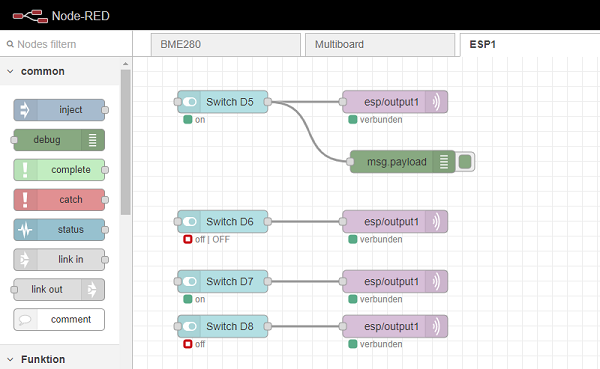 Node-RED
Nodes filtern
BME280
Multiboard
ESP1
common
inject
debug
complete
catch
status
link in
link out
comment
Funktion
Switch D5
on
esp/output1
verbunden
msg.payload
Switch D6
off | OFF
esp/output1
verbunden
Switch D7
on
esp/output1
verbunden
Switch D8
off
esp/output1
verbunden